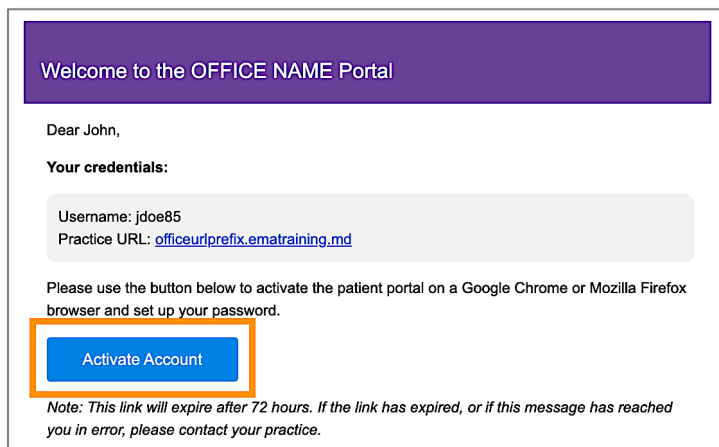 Welcome to the OFFICE NAME Portal
Dear John,
Your credentials:
Username: jdoe85
Practice URL: officeurlprefix.ematraining.md
Please use the button below to activate the patient portal on a Google Chrome or Mozilla Firefox
browser and set up your password.
Activate Account
Note: This link will expire after 72 hours. If the link has expired, or if this message has reached
you in error, please contact your practice.